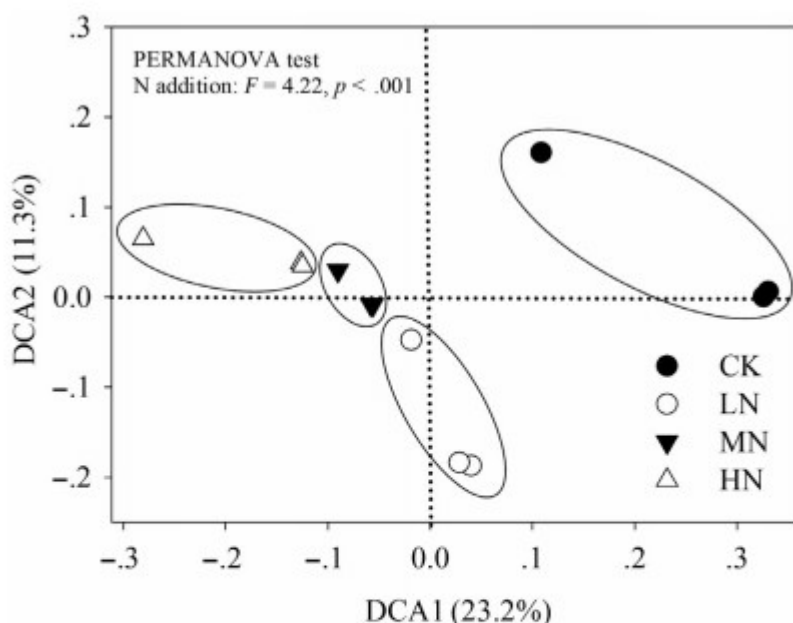 PERMANOVA test
N addition: F = 4.22, p < .001
.3
.2
.1
0.0
−.1
−.2
DCA2 (11.3%)
CK
LN
MN
HN
−.3
−.2
−.1
0.0
.1
.2
.3
DCA1 (23.2%)